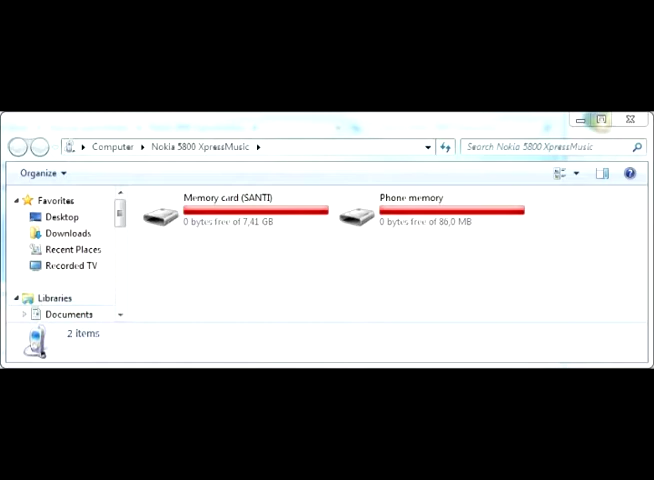 Computer Nokia 5800 XpressMusic
Search Nokia 5800 XpressMusic
Organize
Favorites
Desktop
Downloads
Recent Places
Recorded TV
Libraries
Documents
Memory card (SANTI)
0 bytes free of 7,41 GB
Phone memory
0 bytes free of 86,0 MB
2 items